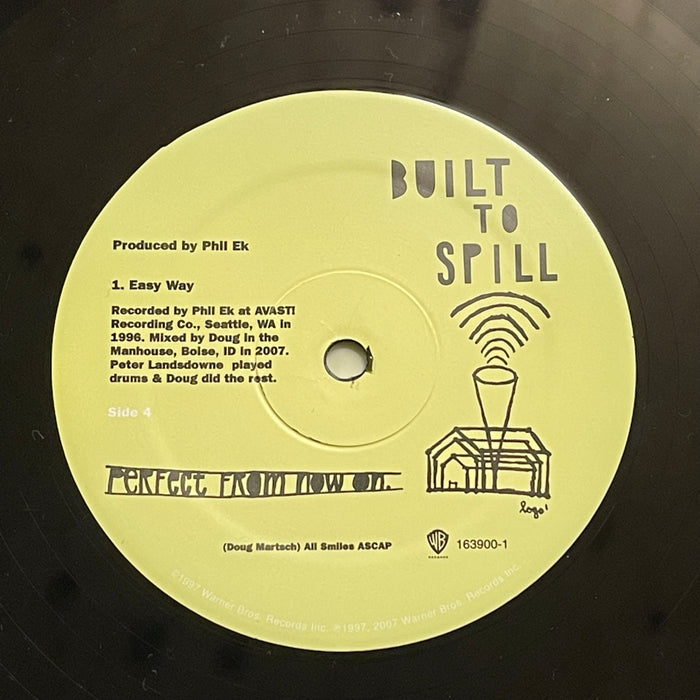 BUILT
TO
SPILL
Produced by Phil Ek
1. Easy Way
Recorded by Phil Ek at AVAST!
Recording Co., Seattle, WA in
1996. Mixed by Doug in the
Manhouse, Boise, ID in 2007.
Peter Landsdowne played
drums & Doug did the rest.
Side 4
PERFECT FROM NOW ON.
logo'
(Doug Martsch) All Smiles ASCAP
WB
163900-1
©1997 Warner Bros. Records Inc. ℗1997, 2007 Warner Bros. Records Inc.